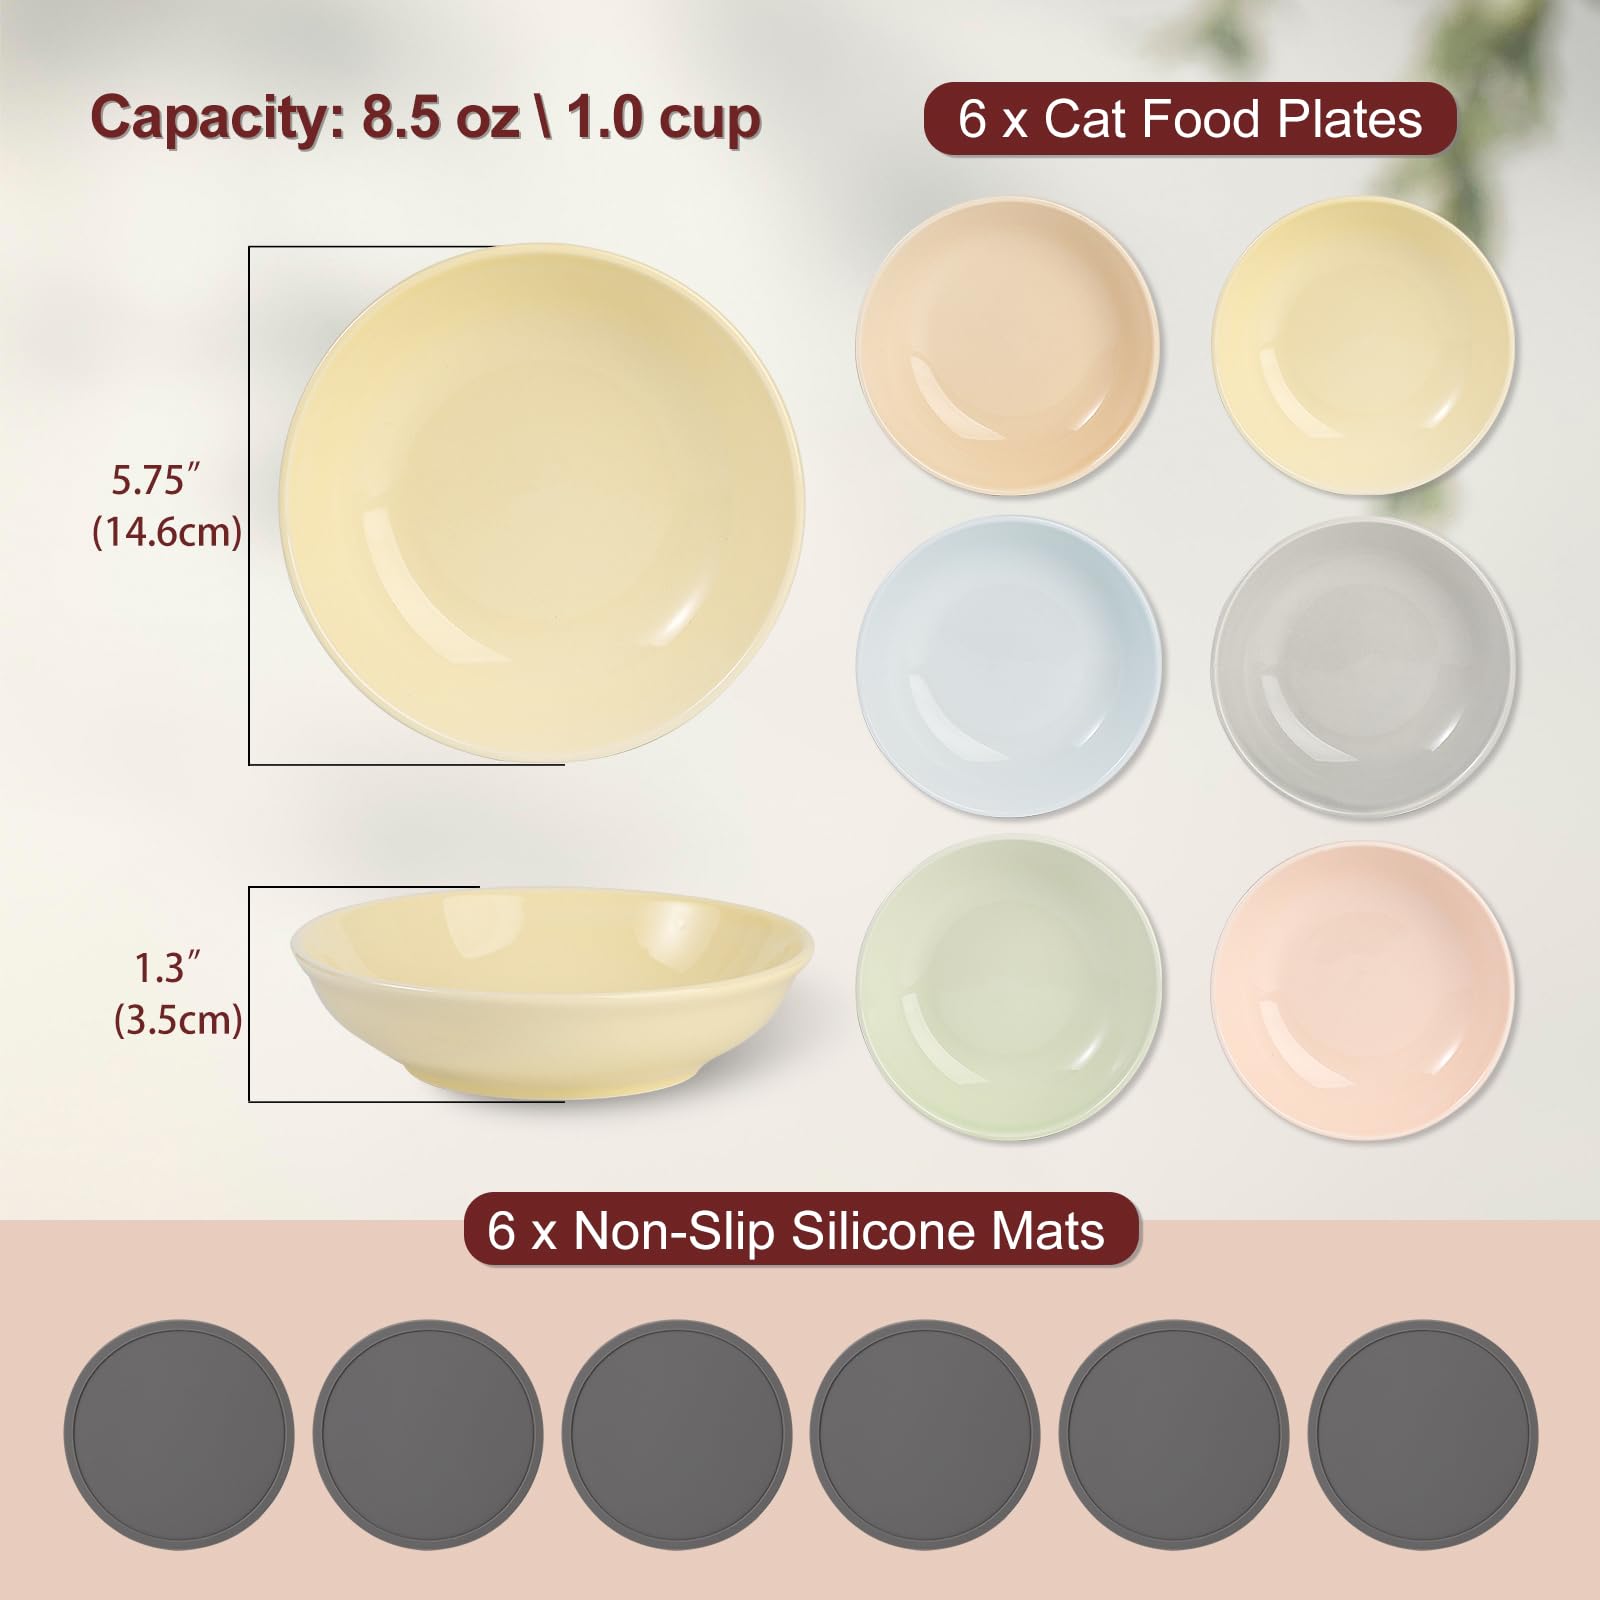 Capacity: 8.5 oz \ 1.0 cup
6 x Cat Food Plates
5.75″
(14.6cm)
1.3″
(3.5cm)
6 x Non-Slip Silicone Mats